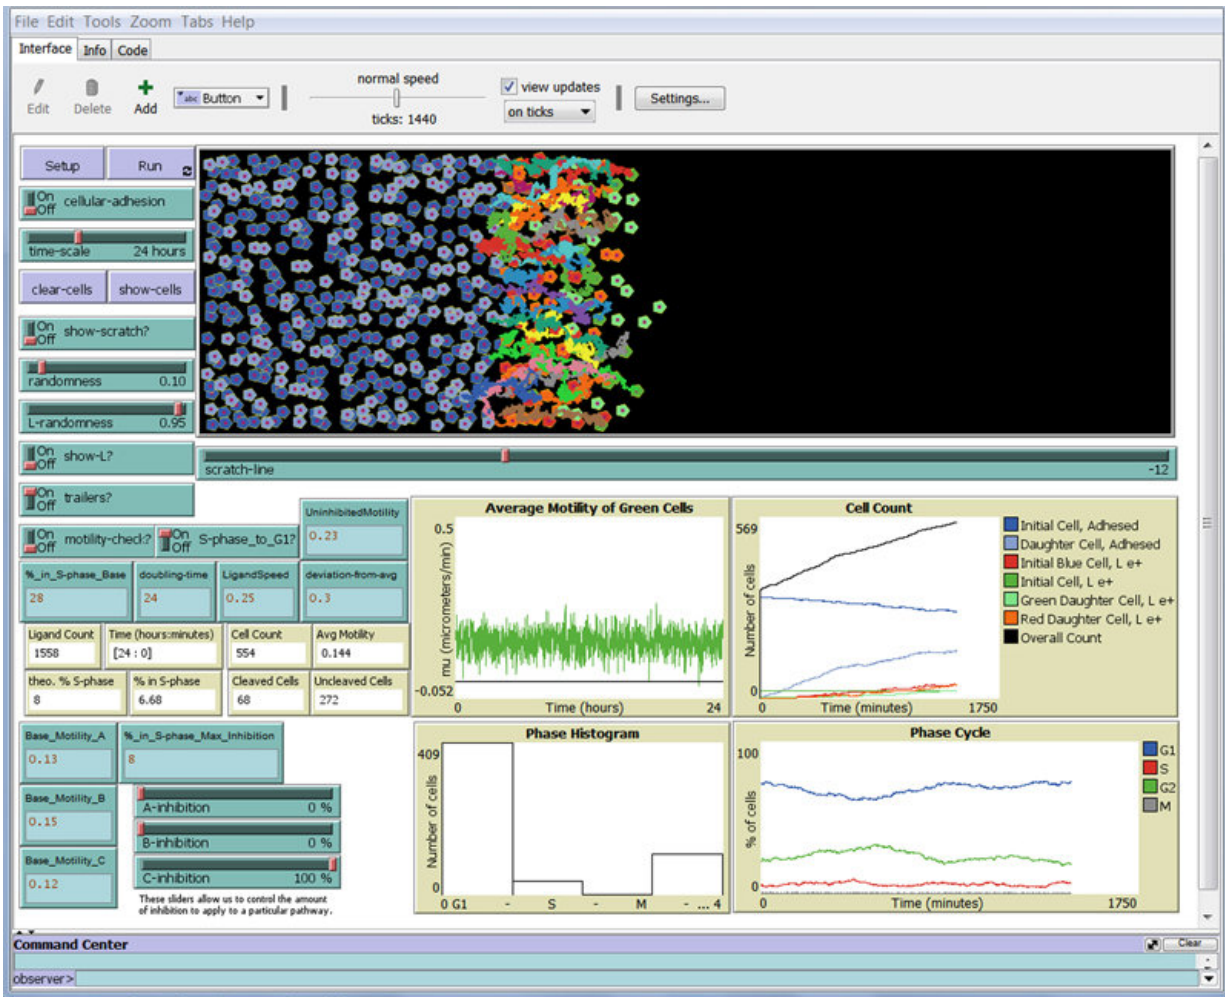 File Edit Tools Zoom Tabs Help
Interface Info Code
normal speed
Edit Delete Add abc Button view updates Settings...
ticks: 1440 on ticks
Setup Run
On Off cellular-adhesion
time-scale 24 hours
clear-cells show-cells
On Off show-scratch?
randomness 0.10
L-randomness 0.95
On Off show-L?
scratch-line -12
On Off trailers?
On Off motility-check? On Off S-phase_to_G1?
UninhibitedMotility
0.23
%_in_S-phase_Base doubling-time LigandSpeed deviation-from-avg
28 24 0.25 0.3
Ligand Count Time (hours:minutes) Cell Count Avg Motility
1558 [24 : 0] 554 0.144
theo. % S-phase % in S-phase Cleaved Cells Uncleaved Cells
8 6.68 68 272
Average Motility of Green Cells
0.5
mu (micrometers/min)
-0.052
0 Time (hours) 24
Cell Count
569
Number of cells
0
0 Time (minutes) 1750
Initial Cell, Adhesed
Daughter Cell, Adhesed
Initial Blue Cell, L e+
Initial Cell, L e+
Green Daughter Cell, L e+
Red Daughter Cell, L e+
Overall Count
Base_Motility_A %_in_S-phase_Max_Inhibition
0.13 8
Base_Motility_B
0.15
Base_Motility_C
0.12
A-inhibition 0 %
B-inhibition 0 %
C-inhibition 100 %
These sliders allow us to control the amount
of inhibition to apply to a particular pathway.
Phase Histogram
409
Number of cells
0
0 G1 - S - M - ... 4
Phase Cycle
100
% of cells
0
0 Time (minutes) 1750
G1
S
G2
M
Command Center Clear
observer>